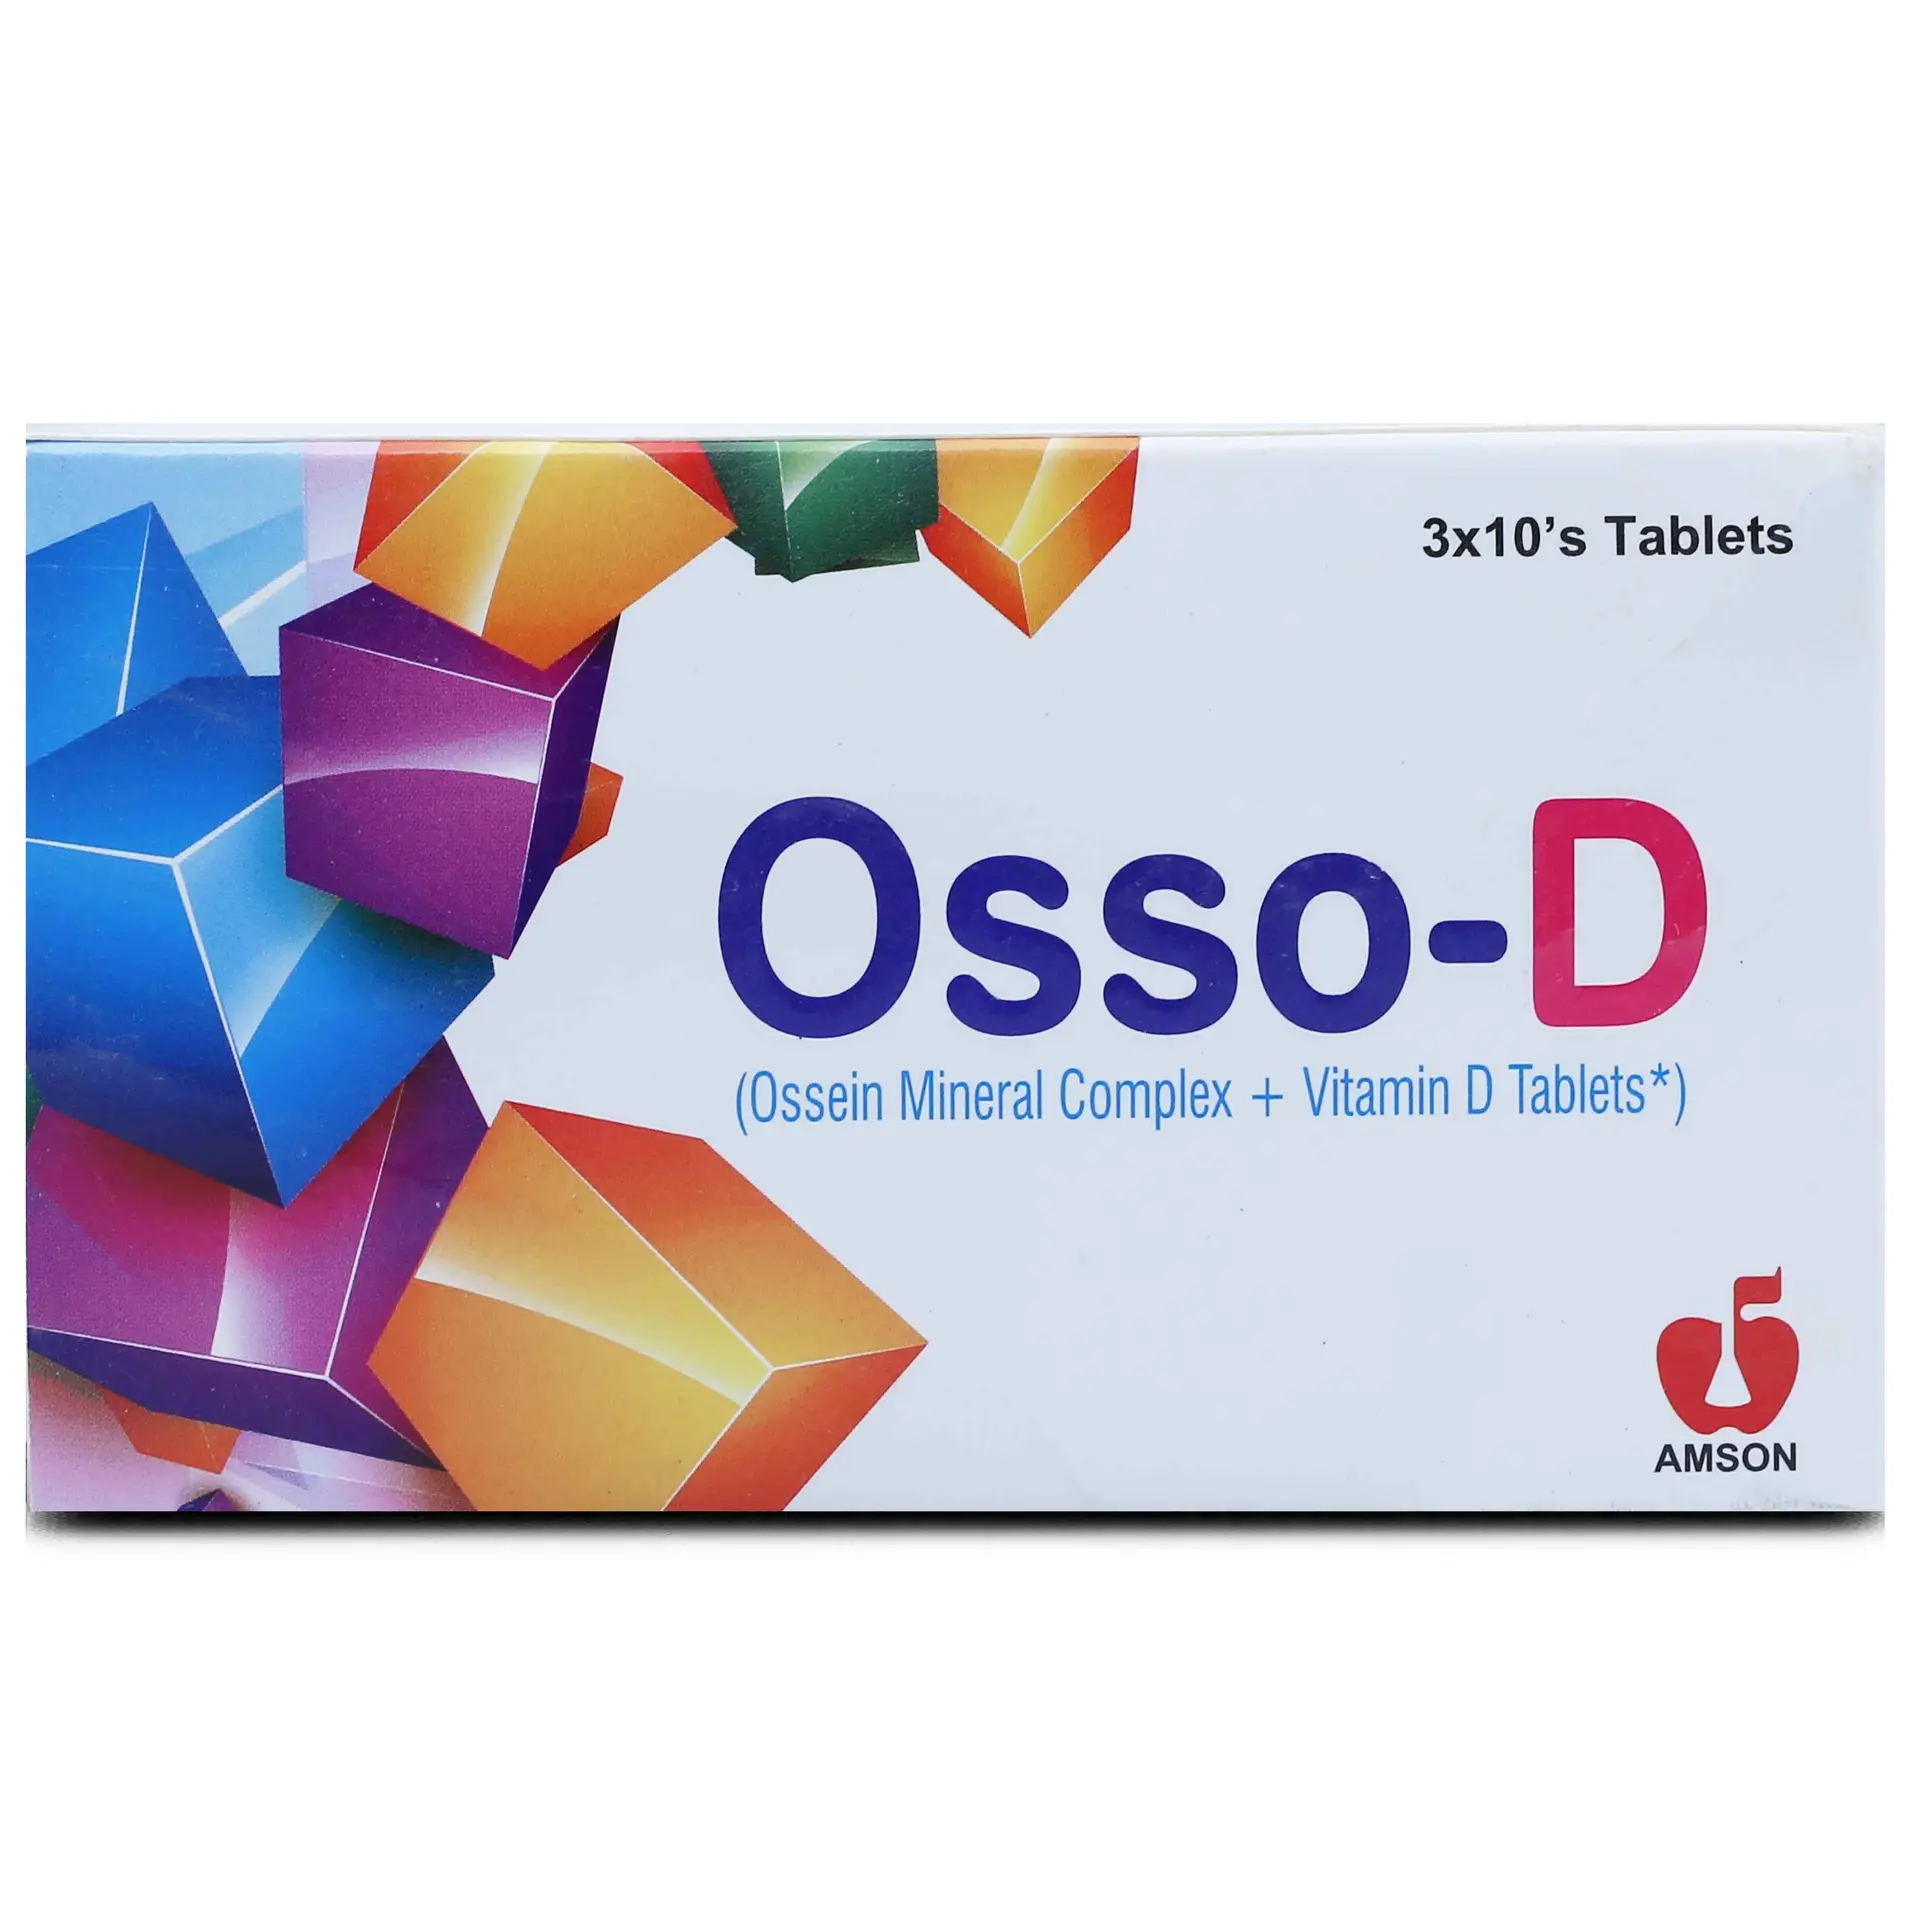 3x10’s Tablets
Osso-D
(Ossein Mineral Complex + Vitamin D Tablets*)
AMSON